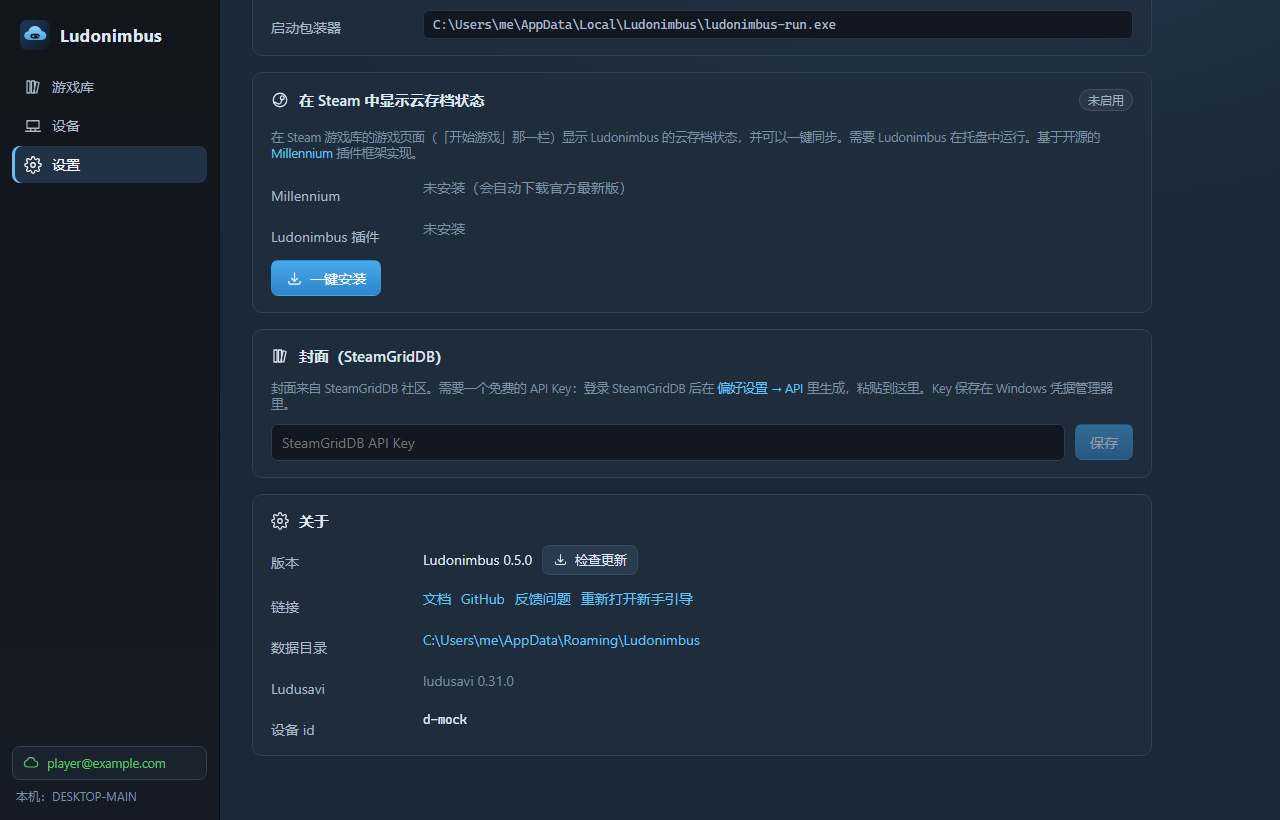 Ludonimbus
游戏库
设备
设置
player@example.com
本机：DESKTOP-MAIN
启动包装器
C:\Users\me\AppData\Local\Ludonimbus\ludonimbus-run.exe
在 Steam 中显示云存档状态
未启用
在 Steam 游戏库的游戏页面（「开始游戏」那一栏）显示 Ludonimbus 的云存档状态，并可以一键同步。需要 Ludonimbus 在托盘中运行。基于开源的
Millennium 插件框架实现。
Millennium
未安装（会自动下载官方最新版）
Ludonimbus 插件
未安装
一键安装
封面（SteamGridDB）
封面来自 SteamGridDB 社区。需要一个免费的 API Key：登录 SteamGridDB 后在 偏好设置 → API 里生成，粘贴到这里。Key 保存在 Windows 凭据管理器
里。
SteamGridDB API Key
保存
关于
版本
Ludonimbus 0.5.0
检查更新
链接
文档 GitHub 反馈问题 重新打开新手引导
数据目录
C:\Users\me\AppData\Roaming\Ludonimbus
Ludusavi
ludusavi 0.31.0
设备 id
d-mock